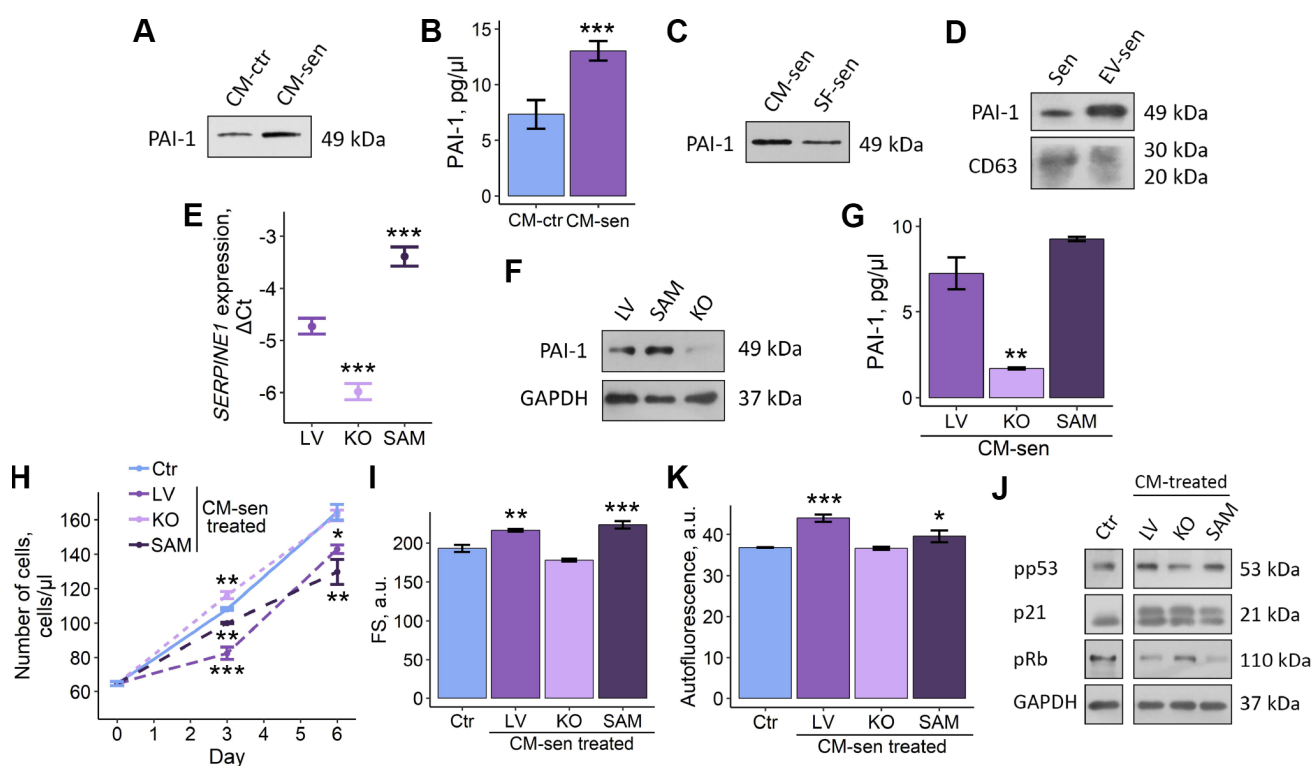 A
CM-ctr
CM-sen
PAI-1
49 kDa
B
PAI-1, pg/µl
15
10
5
0
***
CM-ctr
CM-sen
C
CM-sen
SF-sen
PAI-1
49 kDa
D
Sen
EV-sen
PAI-1
49 kDa
CD63
30 kDa
20 kDa
E
SERPINE1 expression,
ΔCt
-3
-4
-5
-6
***
***
LV
KO
SAM
F
LV
SAM
KO
PAI-1
49 kDa
GAPDH
37 kDa
G
PAI-1, pg/µl
10
5
0
**
LV
KO
SAM
CM-sen
H
Ctr
LV
KO
SAM
CM-sen
treated
Number of cells,
cells/µl
160
140
120
100
80
60
**
**
***
*
**
0
1
2
3
4
5
6
Day
I
FS, a.u.
200
150
100
50
0
**
***
Ctr
LV
KO
SAM
CM-sen treated
K
Autofluorescence, a.u.
40
30
20
10
0
***
*
Ctr
LV
KO
SAM
CM-sen treated
J
CM-treated
Ctr
LV
KO
SAM
pp53
53 kDa
p21
21 kDa
pRb
110 kDa
GAPDH
37 kDa